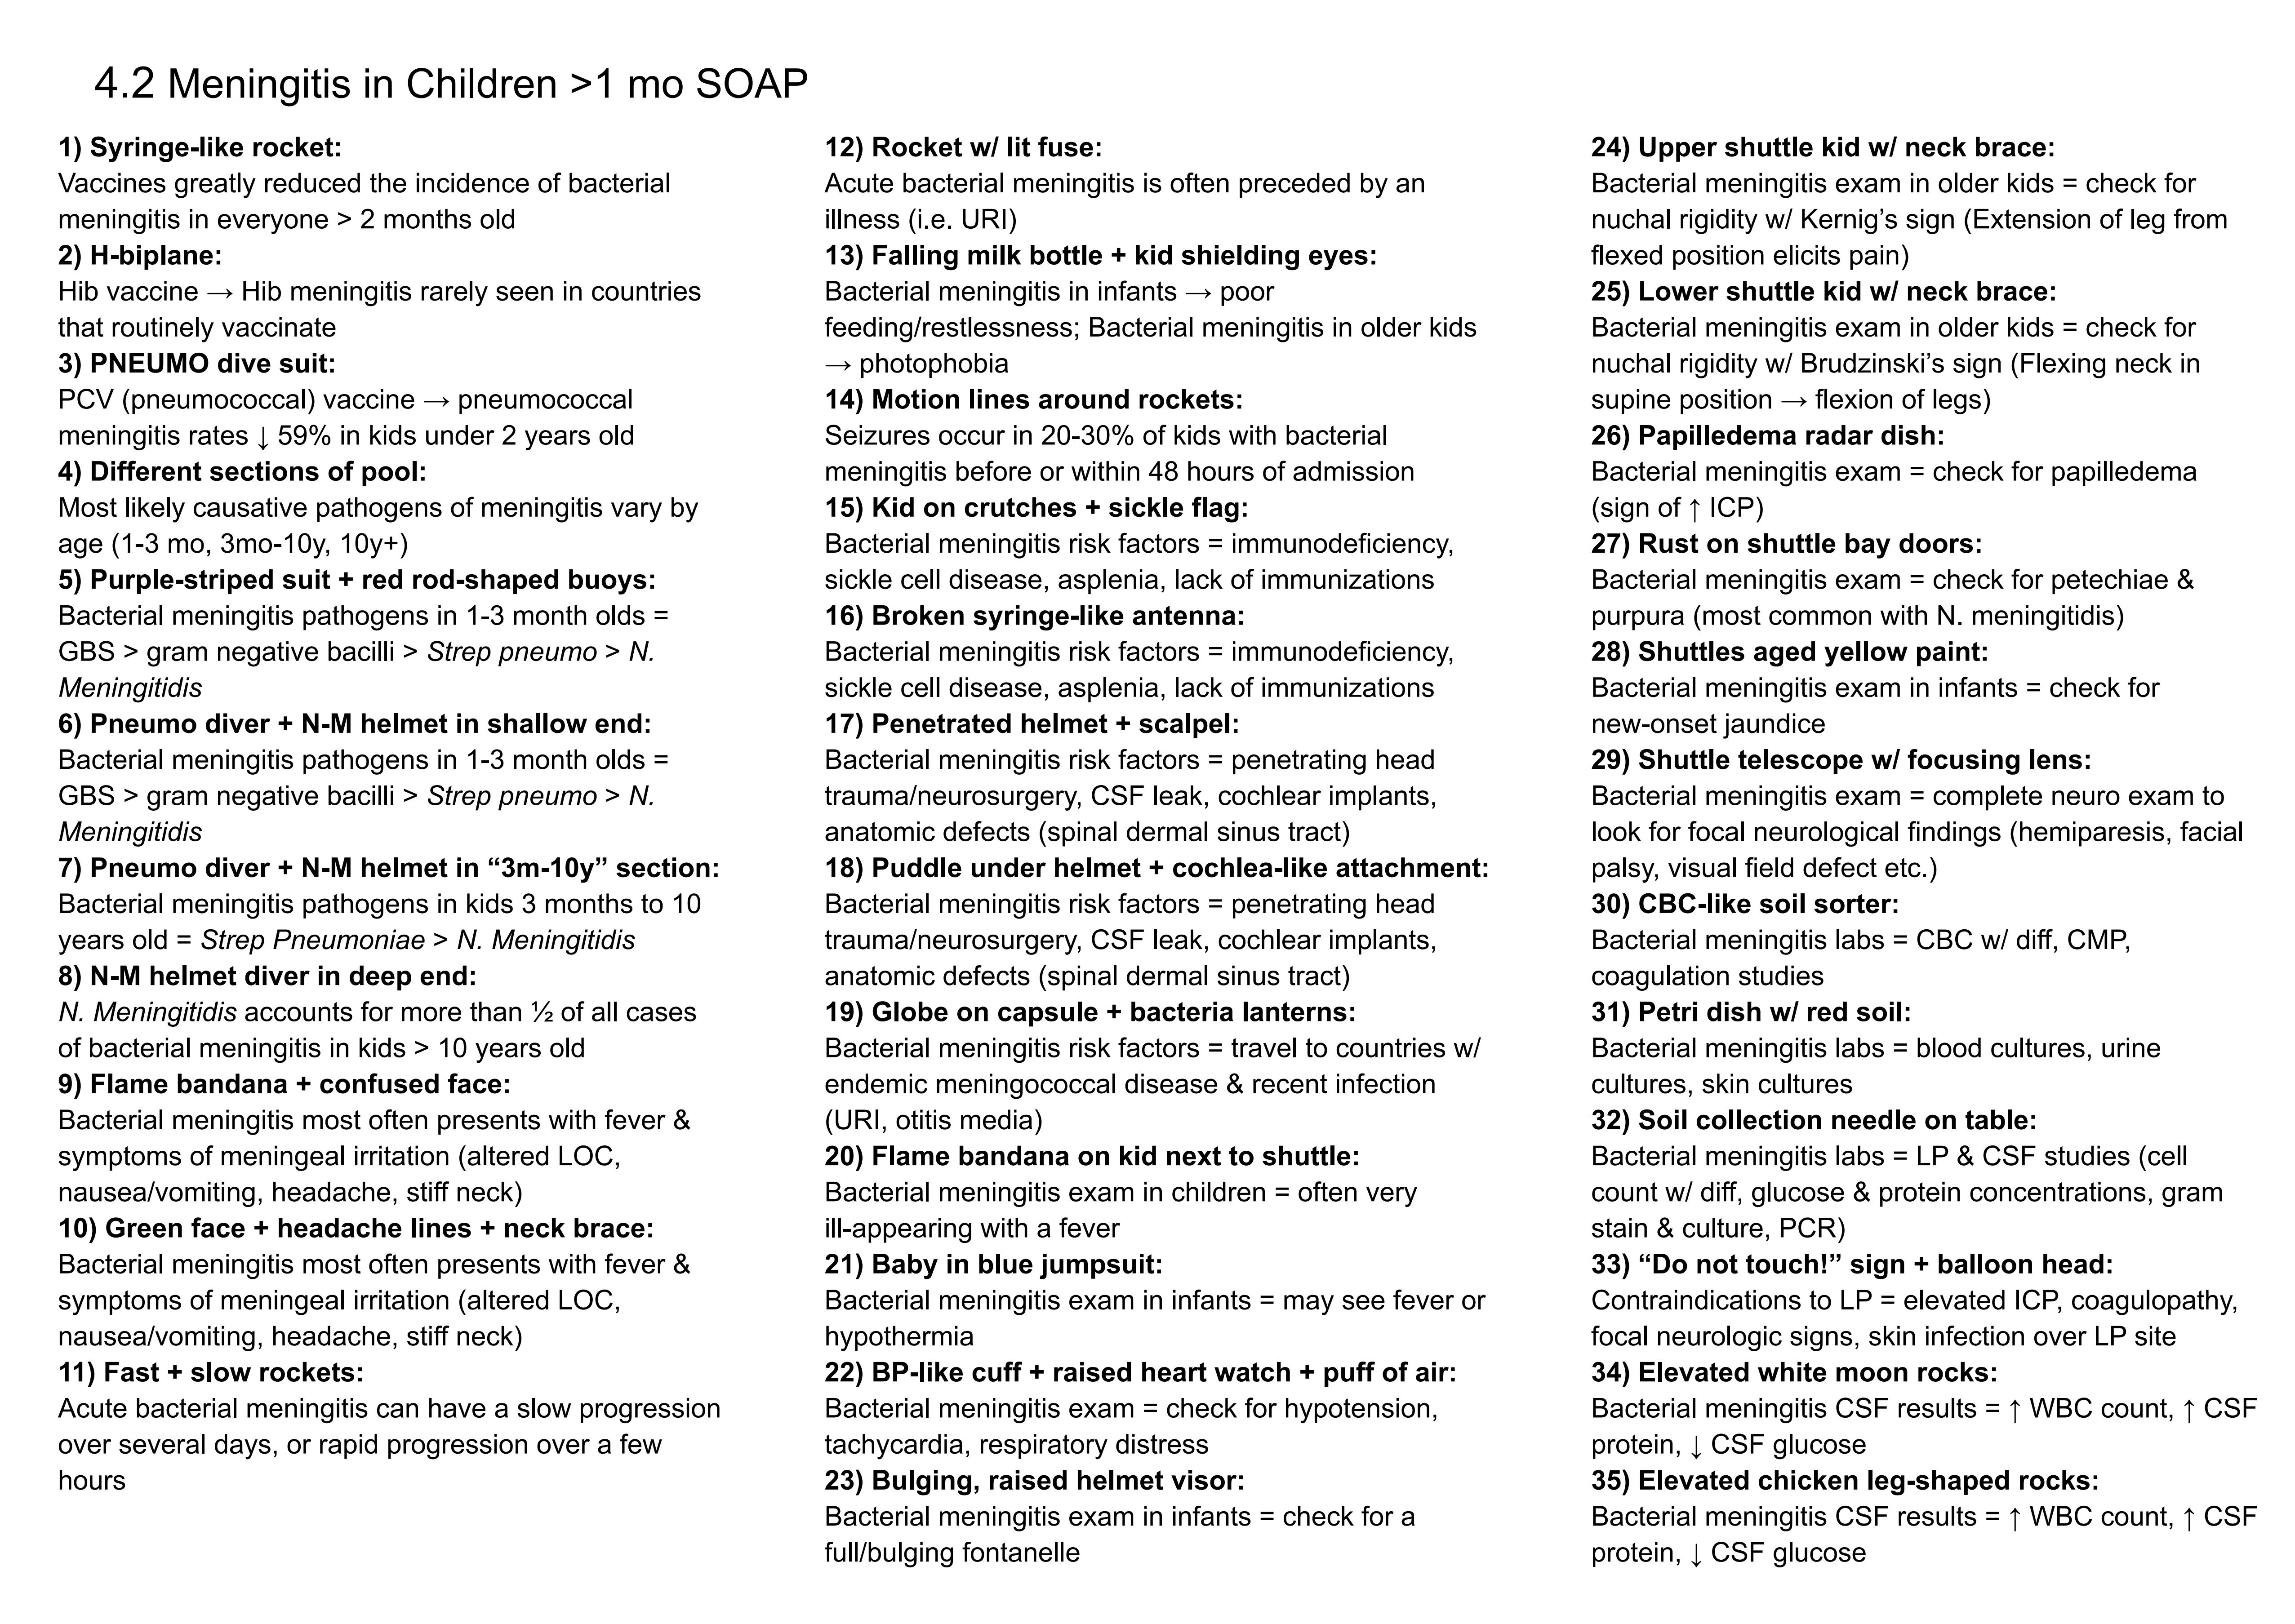 4.2 Meningitis in Children >1 mo SOAP
1) Syringe-like rocket:
Vaccines greatly reduced the incidence of bacterial
meningitis in everyone > 2 months old
2) H-biplane:
Hib vaccine → Hib meningitis rarely seen in countries
that routinely vaccinate
3) PNEUMO dive suit:
PCV (pneumococcal) vaccine → pneumococcal
meningitis rates ↓ 59% in kids under 2 years old
4) Different sections of pool:
Most likely causative pathogens of meningitis vary by
age (1-3 mo, 3mo-10y, 10y+)
5) Purple-striped suit + red rod-shaped buoys:
Bacterial meningitis pathogens in 1-3 month olds =
GBS > gram negative bacilli > Strep pneumo > N.
Meningitidis
6) Pneumo diver + N-M helmet in shallow end:
Bacterial meningitis pathogens in 1-3 month olds =
GBS > gram negative bacilli > Strep pneumo > N.
Meningitidis
7) Pneumo diver + N-M helmet in “3m-10y” section:
Bacterial meningitis pathogens in kids 3 months to 10
years old = Strep Pneumoniae > N. Meningitidis
8) N-M helmet diver in deep end:
N. Meningitidis accounts for more than ½ of all cases
of bacterial meningitis in kids > 10 years old
9) Flame bandana + confused face:
Bacterial meningitis most often presents with fever &
symptoms of meningeal irritation (altered LOC,
nausea/vomiting, headache, stiff neck)
10) Green face + headache lines + neck brace:
Bacterial meningitis most often presents with fever &
symptoms of meningeal irritation (altered LOC,
nausea/vomiting, headache, stiff neck)
11) Fast + slow rockets:
Acute bacterial meningitis can have a slow progression
over several days, or rapid progression over a few
hours
12) Rocket w/ lit fuse:
Acute bacterial meningitis is often preceded by an
illness (i.e. URI)
13) Falling milk bottle + kid shielding eyes:
Bacterial meningitis in infants → poor
feeding/restlessness; Bacterial meningitis in older kids
→ photophobia
14) Motion lines around rockets:
Seizures occur in 20-30% of kids with bacterial
meningitis before or within 48 hours of admission
15) Kid on crutches + sickle flag:
Bacterial meningitis risk factors = immunodeficiency,
sickle cell disease, asplenia, lack of immunizations
16) Broken syringe-like antenna:
Bacterial meningitis risk factors = immunodeficiency,
sickle cell disease, asplenia, lack of immunizations
17) Penetrated helmet + scalpel:
Bacterial meningitis risk factors = penetrating head
trauma/neurosurgery, CSF leak, cochlear implants,
anatomic defects (spinal dermal sinus tract)
18) Puddle under helmet + cochlea-like attachment:
Bacterial meningitis risk factors = penetrating head
trauma/neurosurgery, CSF leak, cochlear implants,
anatomic defects (spinal dermal sinus tract)
19) Globe on capsule + bacteria lanterns:
Bacterial meningitis risk factors = travel to countries w/
endemic meningococcal disease & recent infection
(URI, otitis media)
20) Flame bandana on kid next to shuttle:
Bacterial meningitis exam in children = often very
ill-appearing with a fever
21) Baby in blue jumpsuit:
Bacterial meningitis exam in infants = may see fever or
hypothermia
22) BP-like cuff + raised heart watch + puff of air:
Bacterial meningitis exam = check for hypotension,
tachycardia, respiratory distress
23) Bulging, raised helmet visor:
Bacterial meningitis exam in infants = check for a
full/bulging fontanelle
24) Upper shuttle kid w/ neck brace:
Bacterial meningitis exam in older kids = check for
nuchal rigidity w/ Kernig’s sign (Extension of leg from
flexed position elicits pain)
25) Lower shuttle kid w/ neck brace:
Bacterial meningitis exam in older kids = check for
nuchal rigidity w/ Brudzinski’s sign (Flexing neck in
supine position → flexion of legs)
26) Papilledema radar dish:
Bacterial meningitis exam = check for papilledema
(sign of ↑ ICP)
27) Rust on shuttle bay doors:
Bacterial meningitis exam = check for petechiae &
purpura (most common with N. meningitidis)
28) Shuttles aged yellow paint:
Bacterial meningitis exam in infants = check for
new-onset jaundice
29) Shuttle telescope w/ focusing lens:
Bacterial meningitis exam = complete neuro exam to
look for focal neurological findings (hemiparesis, facial
palsy, visual field defect etc.)
30) CBC-like soil sorter:
Bacterial meningitis labs = CBC w/ diff, CMP,
coagulation studies
31) Petri dish w/ red soil:
Bacterial meningitis labs = blood cultures, urine
cultures, skin cultures
32) Soil collection needle on table:
Bacterial meningitis labs = LP & CSF studies (cell
count w/ diff, glucose & protein concentrations, gram
stain & culture, PCR)
33) “Do not touch!” sign + balloon head:
Contraindications to LP = elevated ICP, coagulopathy,
focal neurologic signs, skin infection over LP site
34) Elevated white moon rocks:
Bacterial meningitis CSF results = ↑ WBC count, ↑ CSF
protein, ↓ CSF glucose
35) Elevated chicken leg-shaped rocks:
Bacterial meningitis CSF results = ↑ WBC count, ↑ CSF
protein, ↓ CSF glucose